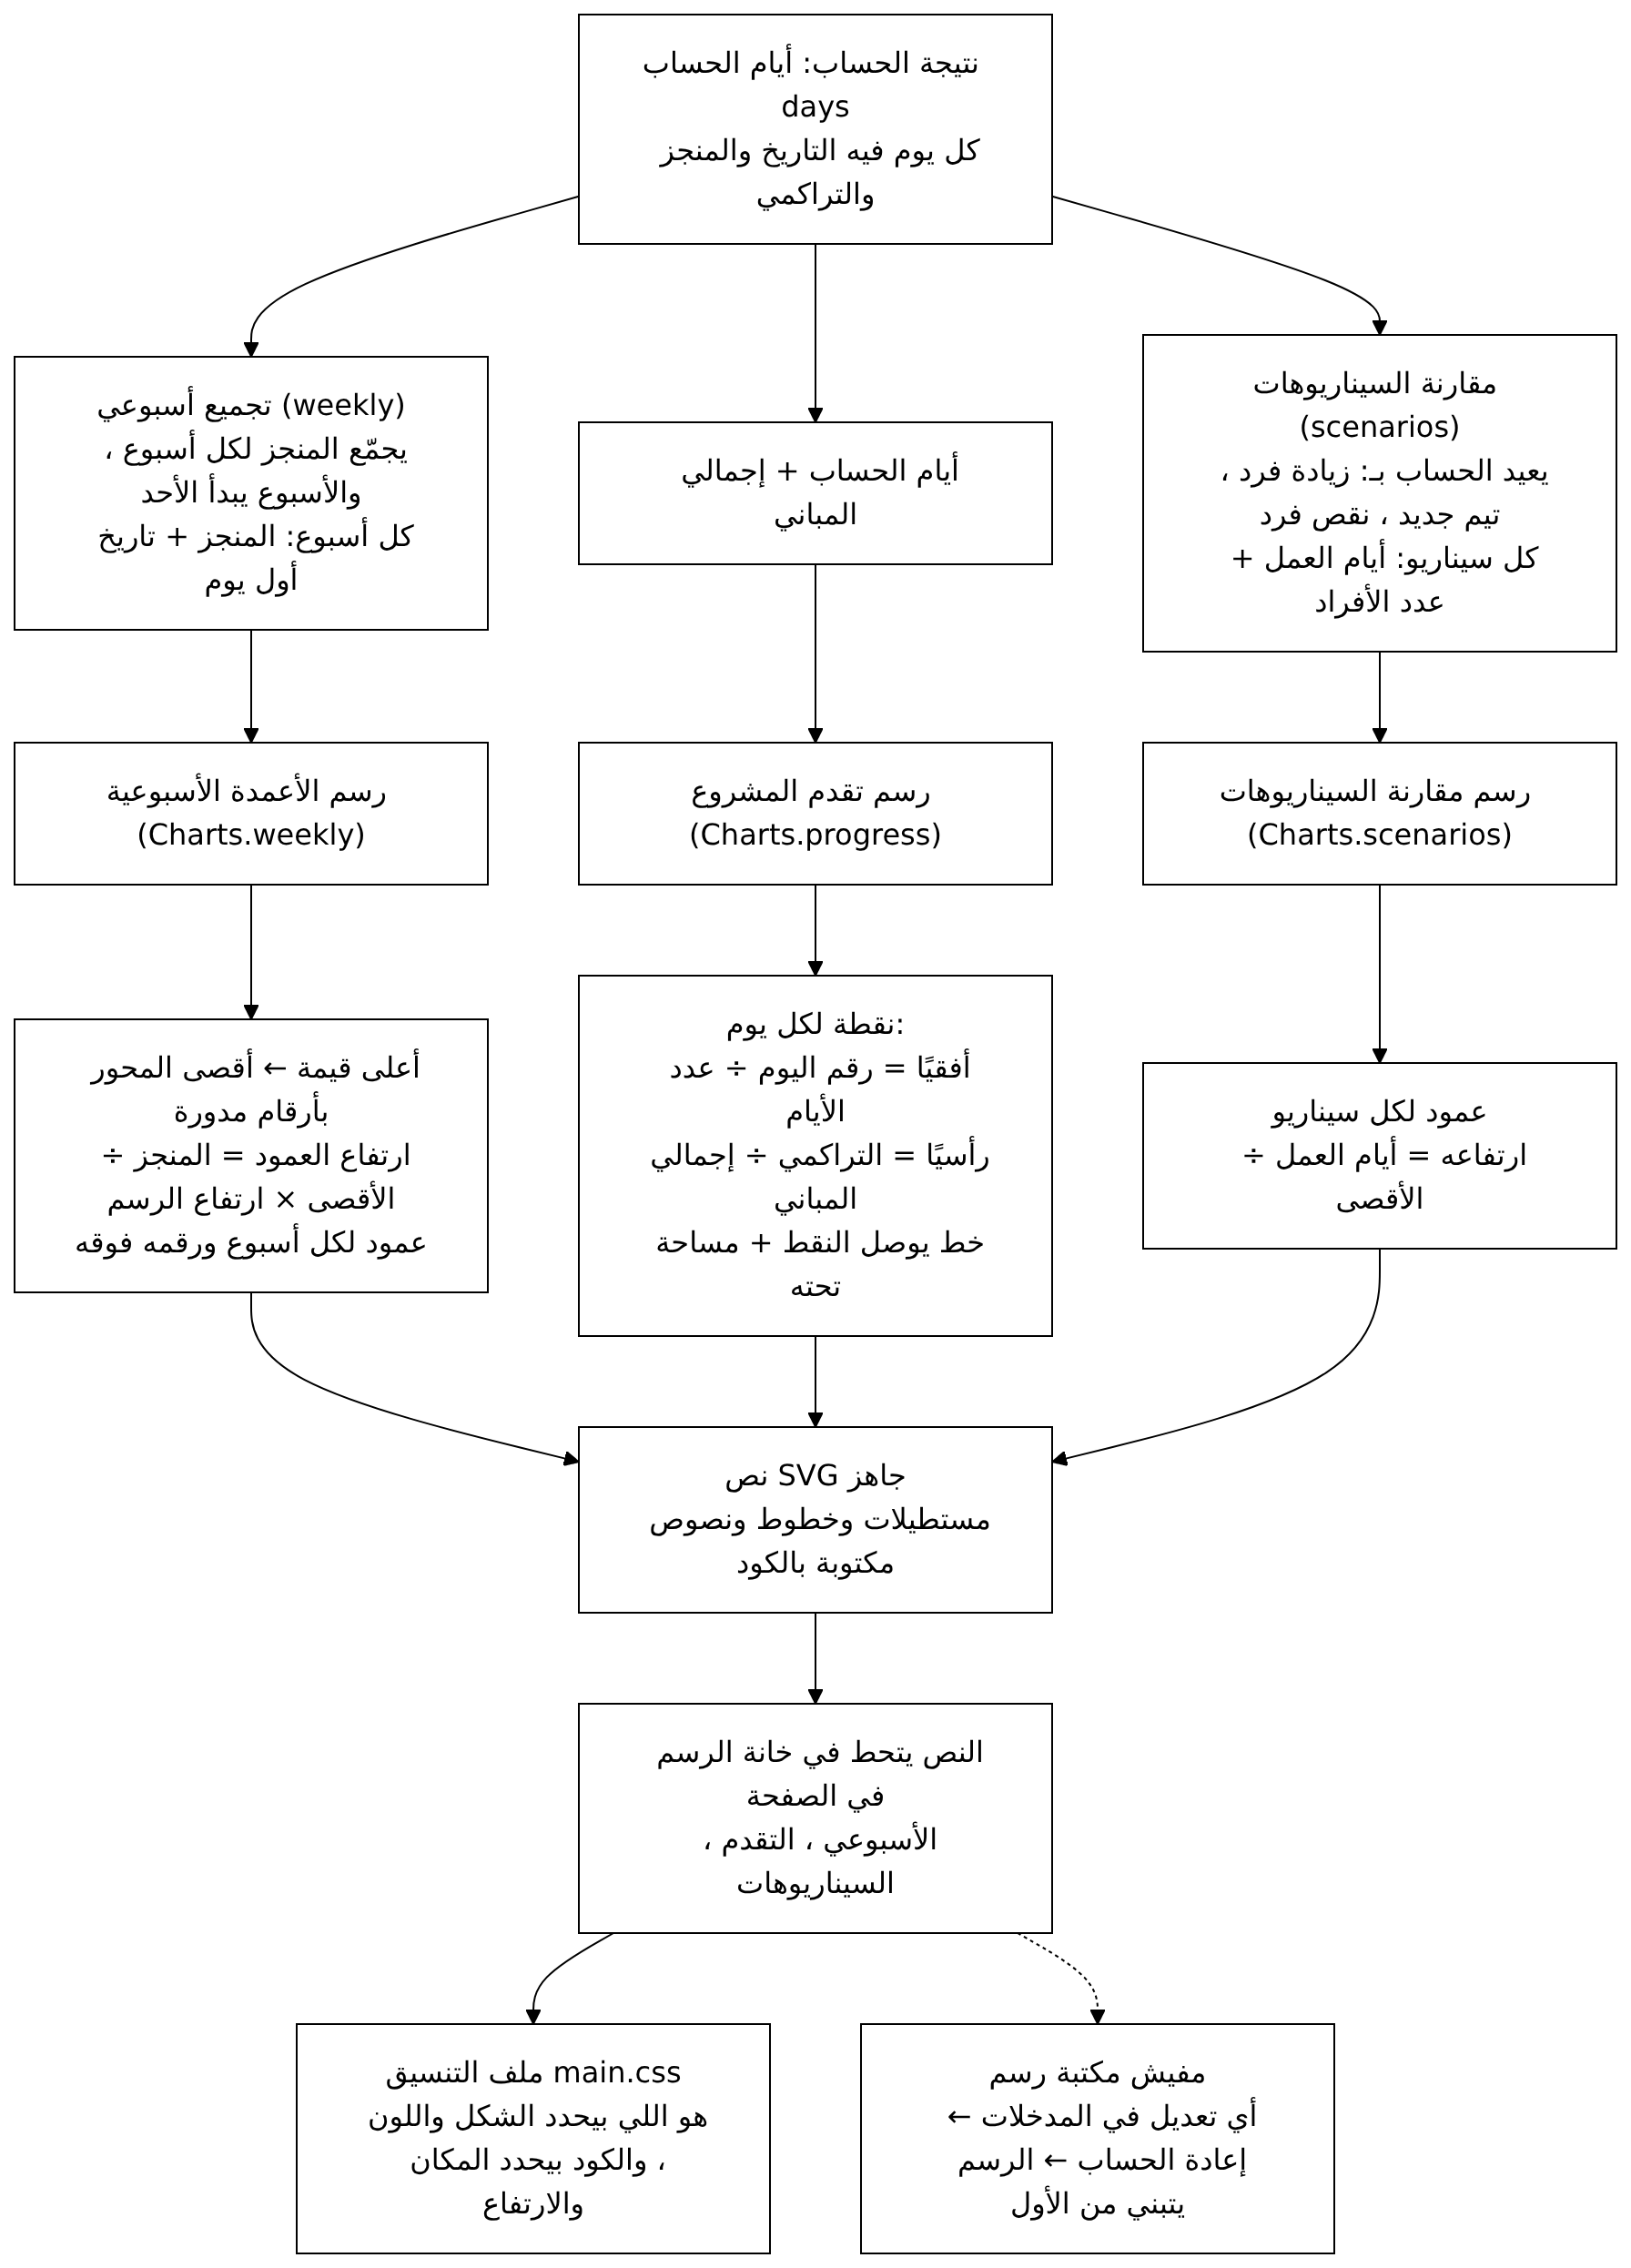 نتيجة الحساب: أيام الحساب
days
كل يوم فيه التاريخ والمنجز
والتراكمي
تجميع أسبوعي (weekly)
يجمّع المنجز لكل أسبوع ،
والأسبوع يبدأ الأحد
كل أسبوع: المنجز + تاريخ
أول يوم
أيام الحساب + إجمالي
المباني
مقارنة السيناريوهات
(scenarios)
يعيد الحساب بـ: زيادة فرد ،
تيم جديد ، نقص فرد
كل سيناريو: أيام العمل +
عدد الأفراد
رسم الأعمدة الأسبوعية
(Charts.weekly)
رسم تقدم المشروع
(Charts.progress)
رسم مقارنة السيناريوهات
(Charts.scenarios)
أعلى قيمة ← أقصى المحور
بأرقام مدورة
ارتفاع العمود = المنجز ÷
الأقصى × ارتفاع الرسم
عمود لكل أسبوع ورقمه فوقه
نقطة لكل يوم:
أفقيًا = رقم اليوم ÷ عدد
الأيام
رأسيًا = التراكمي ÷ إجمالي
المباني
خط يوصل النقط + مساحة
تحته
عمود لكل سيناريو
ارتفاعه = أيام العمل ÷
الأقصى
نص SVG جاهز
مستطيلات وخطوط ونصوص
مكتوبة بالكود
النص يتحط في خانة الرسم
في الصفحة
الأسبوعي ، التقدم ،
السيناريوهات
ملف التنسيق main.css
هو اللي بيحدد الشكل واللون
، والكود بيحدد المكان
والارتفاع
مفيش مكتبة رسم
أي تعديل في المدخلات ←
إعادة الحساب ← الرسم
يتبني من الأول